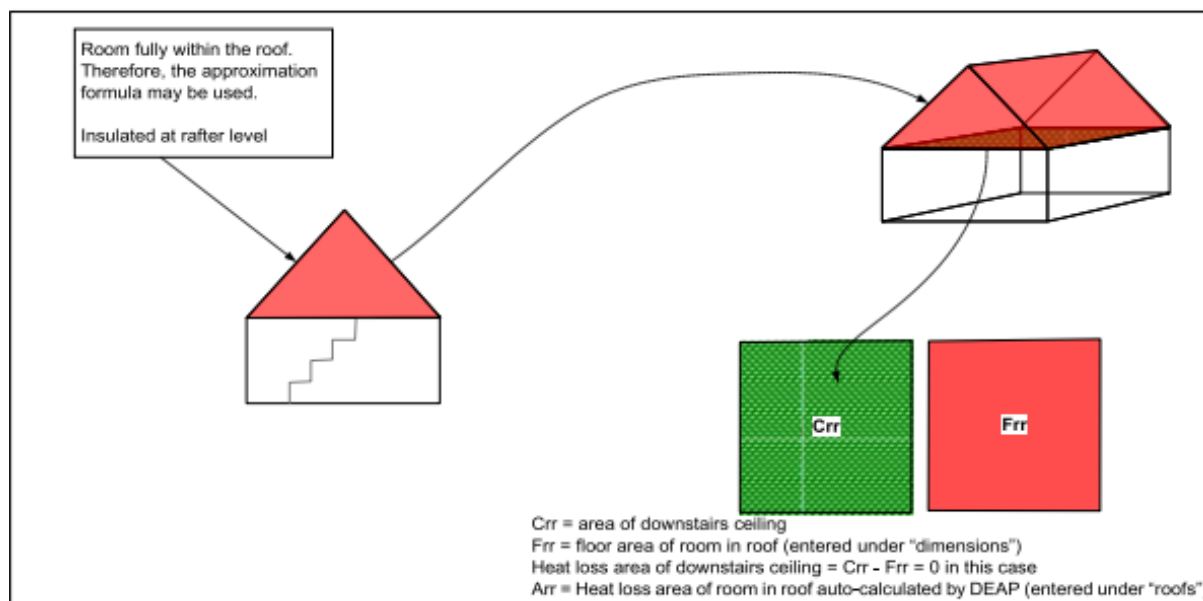 Room fully within the roof.
Therefore, the approximation
formula may be used.
Insulated at rafter level
Crr
Frr
Crr = area of downstairs ceiling
Frr = floor area of room in roof (entered under “dimensions”)
Heat loss area of downstairs ceiling = Crr - Frr = 0 in this case
Arr = Heat loss area of room in roof auto-calculated by DEAP (entered under “roofs”